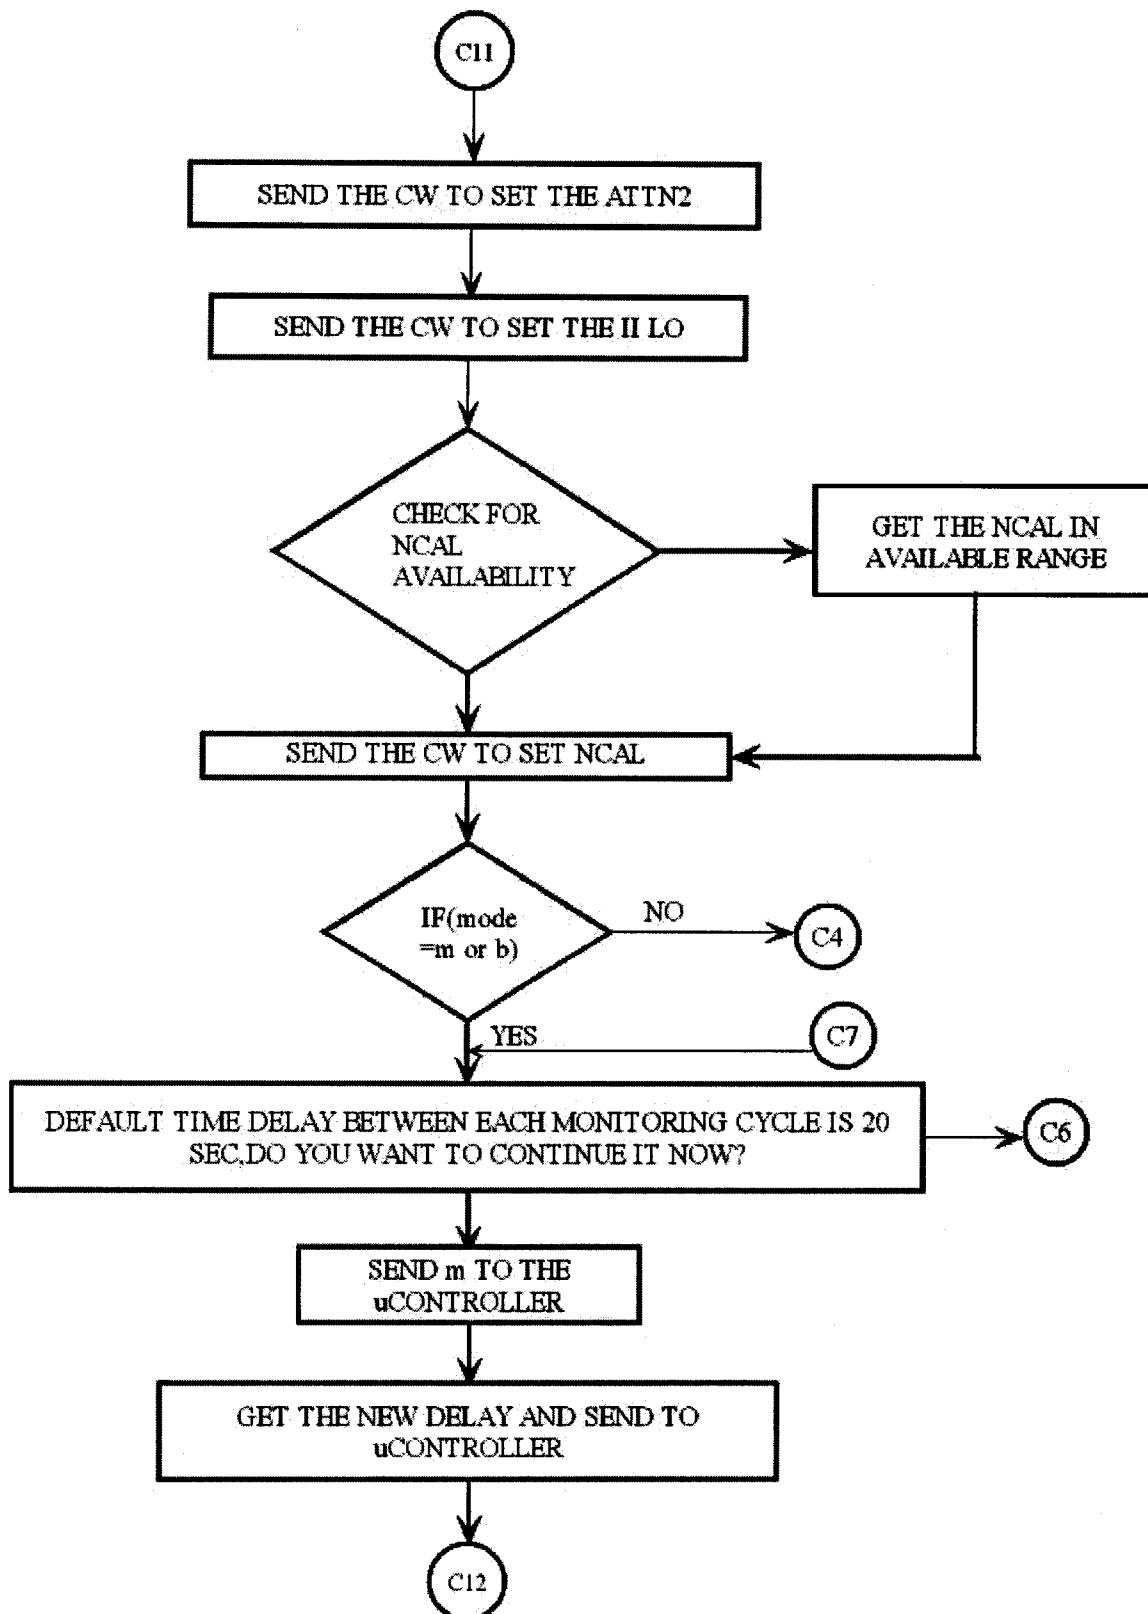 C11
SEND THE CW TO SET THE ATTN2
SEND THE CW TO SET THE II LO
CHECK FOR
NCAL
AVAILABILITY
GET THE NCAL IN
AVAILABLE RANGE
SEND THE CW TO SET NCAL
IF(mode
=m or b)
NO
C4
YES
C7
DEFAULT TIME DELAY BETWEEN EACH MONITORING CYCLE IS 20
SEC,DO YOU WANT TO CONTINUE IT NOW?
C6
SEND m TO THE
uCONTROLLER
GET THE NEW DELAY AND SEND TO
uCONTROLLER
C12